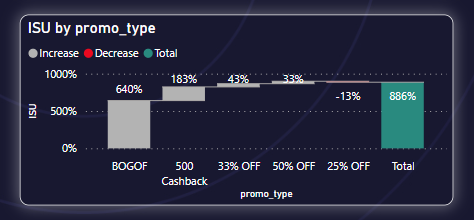 ISU by promo_type
Increase Decrease Total
1000%
640% 183% 43% 33% -13% 886%
500%
0%
ISU
BOGOF 500 Cashback 33% OFF 50% OFF 25% OFF Total
promo_type